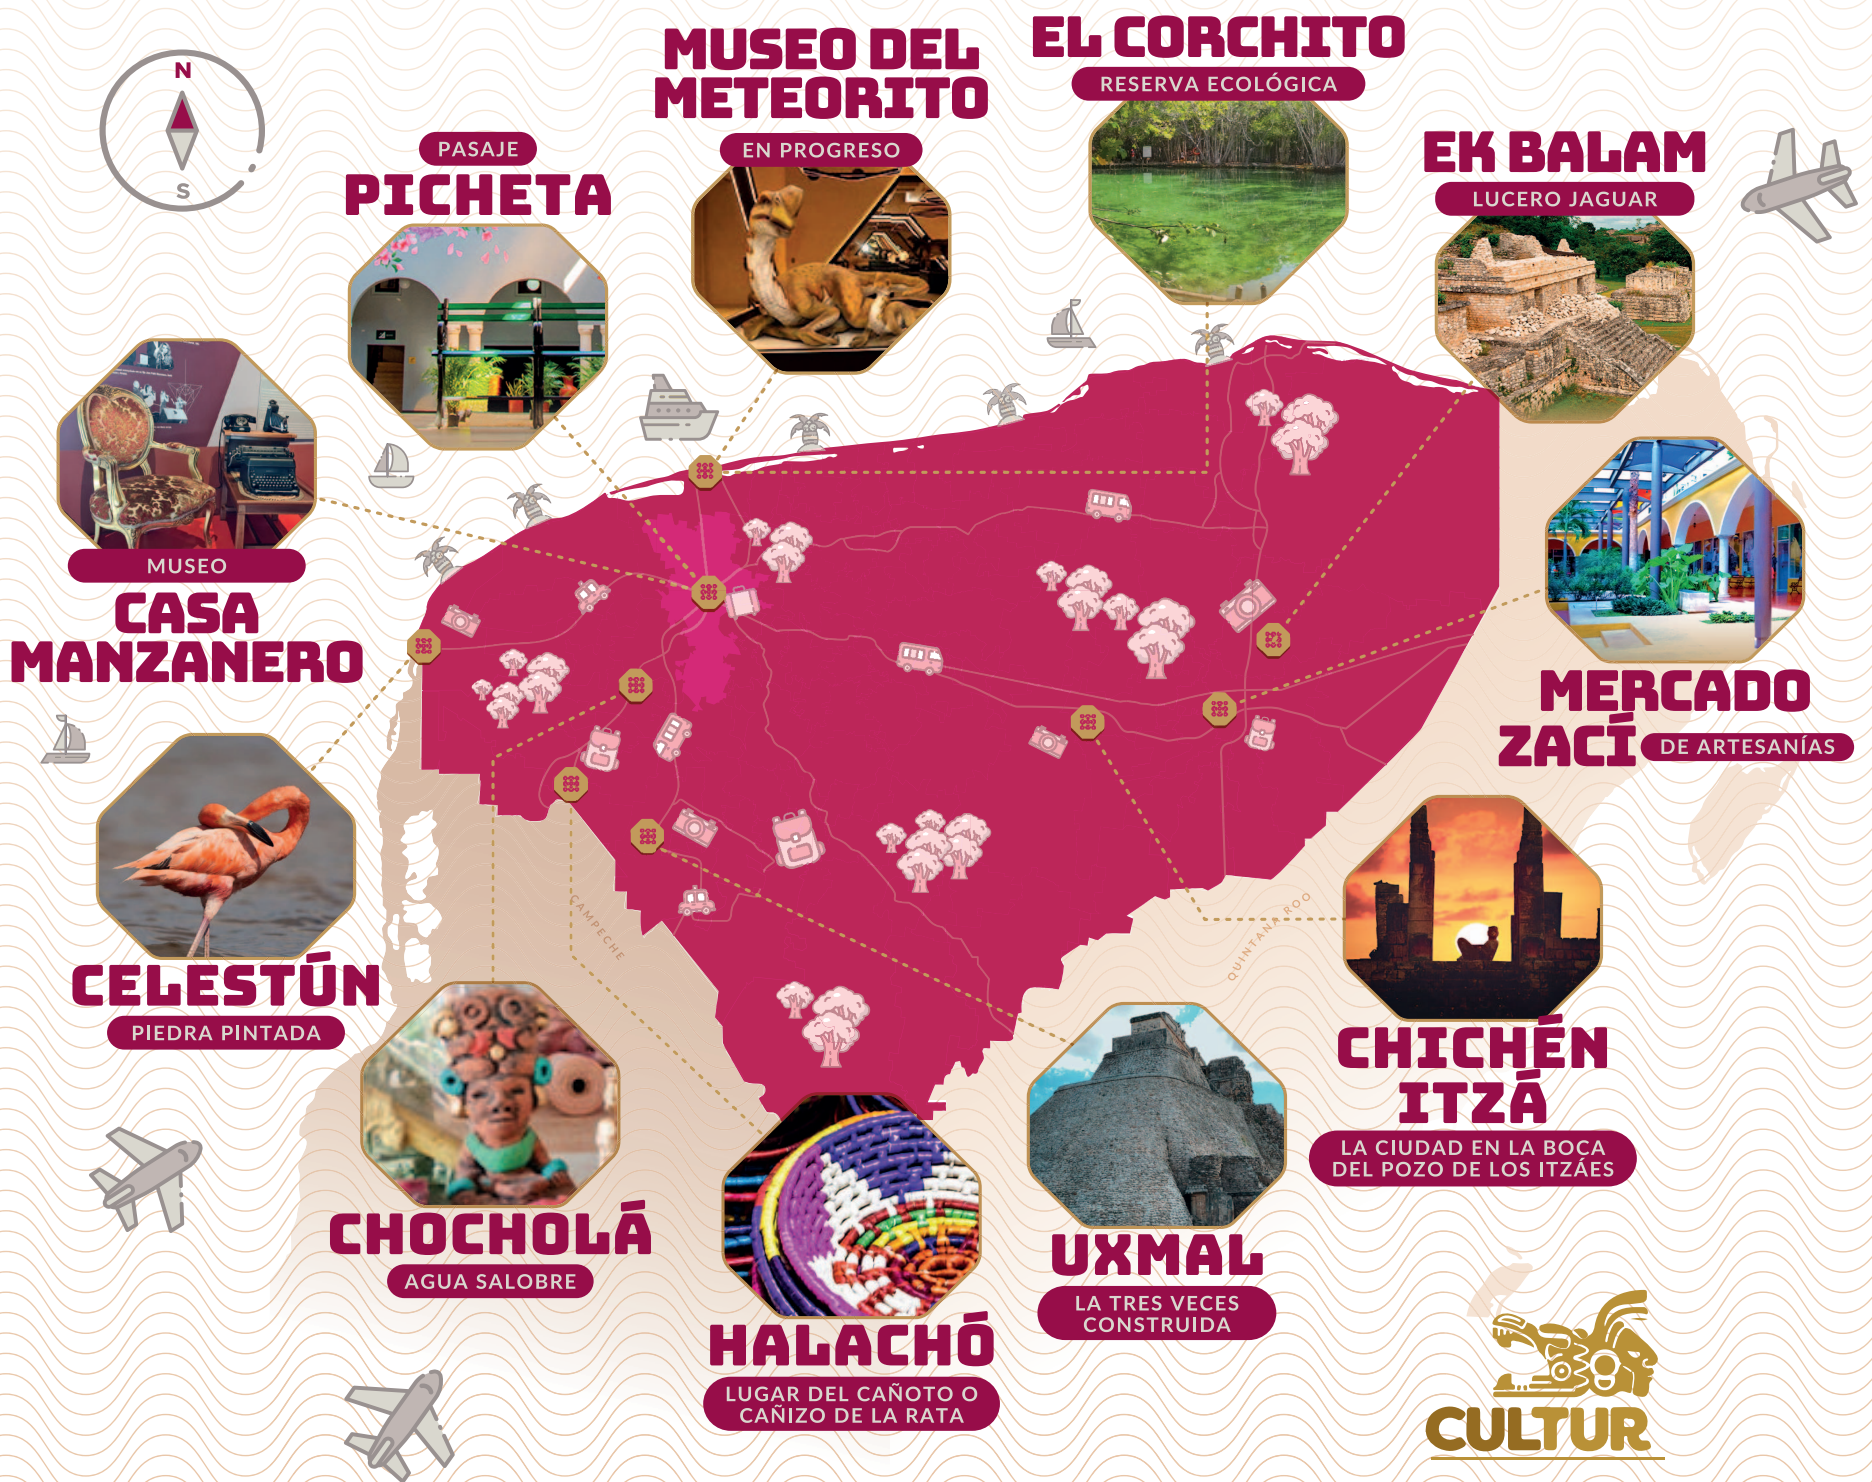 N
S
MUSEO DEL
METEORITO
EN PROGRESO
EL CORCHITO
RESERVA ECOLÓGICA
PASAJE
PICHETA
EK BALAM
LUCERO JAGUAR
MUSEO
CASA
MANZANERO
MERCADO
ZACÍ DE ARTESANÍAS
CELESTÚN
PIEDRA PINTADA
CAMPECHE
QUINTANA ROO
CHICHÉN
ITZÁ
LA CIUDAD EN LA BOCA
DEL POZO DE LOS ITZÁES
CHOCHOLÁ
AGUA SALOBRE
UXMAL
LA TRES VECES
CONSTRUIDA
HALACHÓ
LUGAR DEL CAÑOTO O
CAÑIZO DE LA RATA
CULTUR